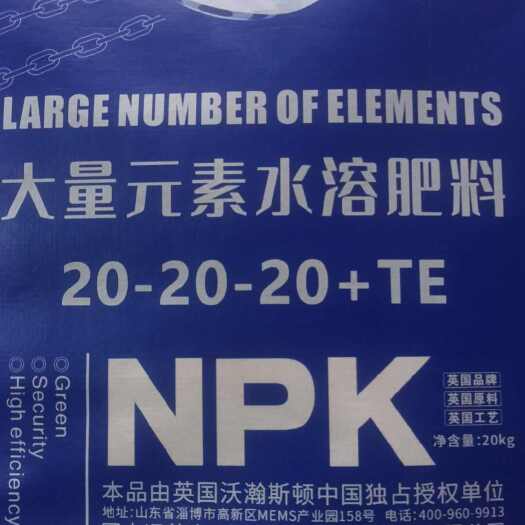 LARGE NUMBER OF ELEMENTS
大量元素水溶肥料
20-20-20+TE
◎Green
◎Security
◎High efficiency
NPK
英国品牌
英国原料
英国工艺
净含量:20kg
本品由英国沃瀚斯顿中国独占授权单位
地址:山东省淄博市高新区MEMS产业园158号 电话:400-960-9913